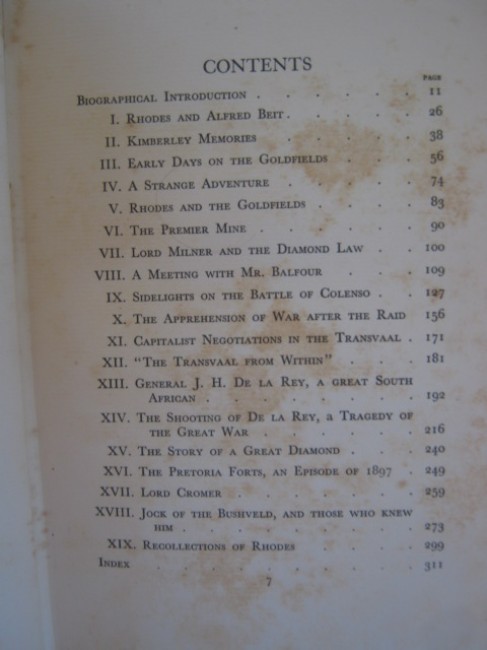 CONTENTS
PAGE
BIOGRAPHICAL INTRODUCTION . . . . . . 11
I. RHODES AND ALFRED BEIT . . . . . 26
II. KIMBERLEY MEMORIES . . . . . 38
III. EARLY DAYS ON THE GOLDFIELDS . . . 56
IV. A STRANGE ADVENTURE . . . . . 74
V. RHODES AND THE GOLDFIELDS . . . . 83
VI. THE PREMIER MINE . . . . . . 90
VII. LORD MILNER AND THE DIAMOND LAW . . 100
VIII. A MEETING WITH MR. BALFOUR . . . 109
IX. SIDELIGHTS ON THE BATTLE OF COLENSO . . 127
X. THE APPREHENSION OF WAR AFTER THE RAID 156
XI. CAPITALIST NEGOTIATIONS IN THE TRANSVAAL . 171
XII. "THE TRANSVAAL FROM WITHIN" . . . 181
XIII. GENERAL J. H. DE LA REY, A GREAT SOUTH
AFRICAN . . . . . . . 192
XIV. THE SHOOTING OF DE LA REY, A TRAGEDY OF
THE GREAT WAR . . . . . 216
XV. THE STORY OF A GREAT DIAMOND . . . 240
XVI. THE PRETORIA FORTS, AN EPISODE OF 1897 . 249
XVII. LORD CROMER . . . . . . 259
XVIII. JOCK OF THE BUSHVELD, AND THOSE WHO KNEW
HIM . . . . . . . . 273
XIX. RECOLLECTIONS OF RHODES . . . . 299
INDEX . . . . . . . . 311
7